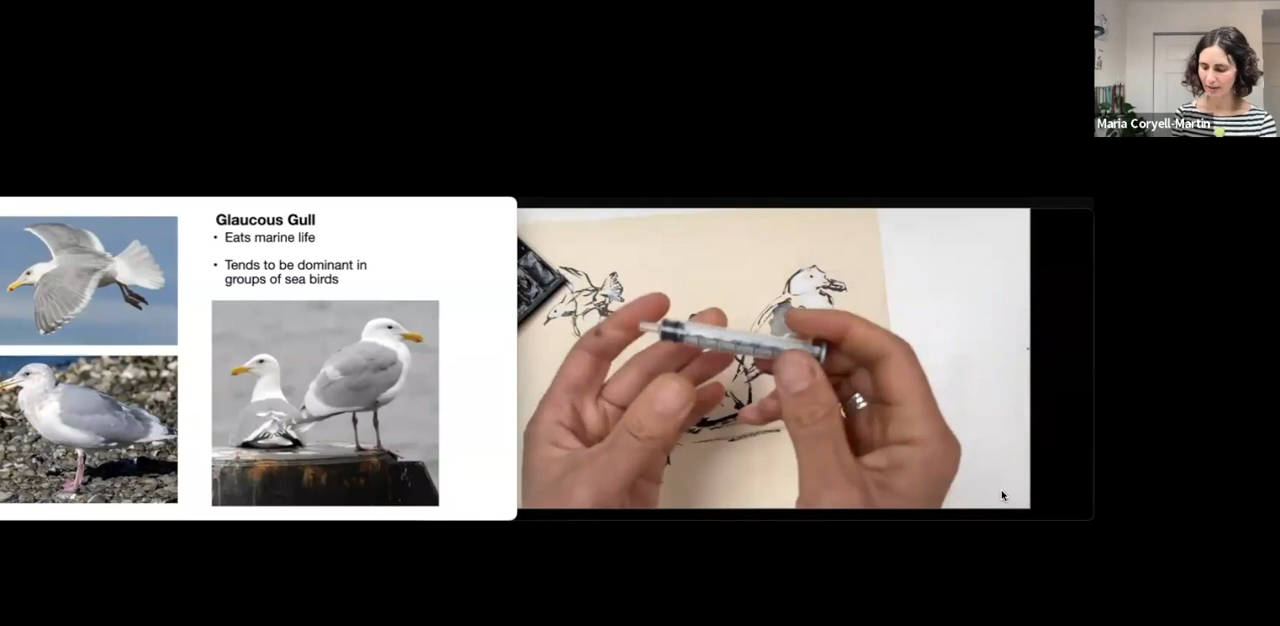 Maria Coryell-Martin
Glaucous Gull
• Eats marine life
• Tends to be dominant in
groups of sea birds